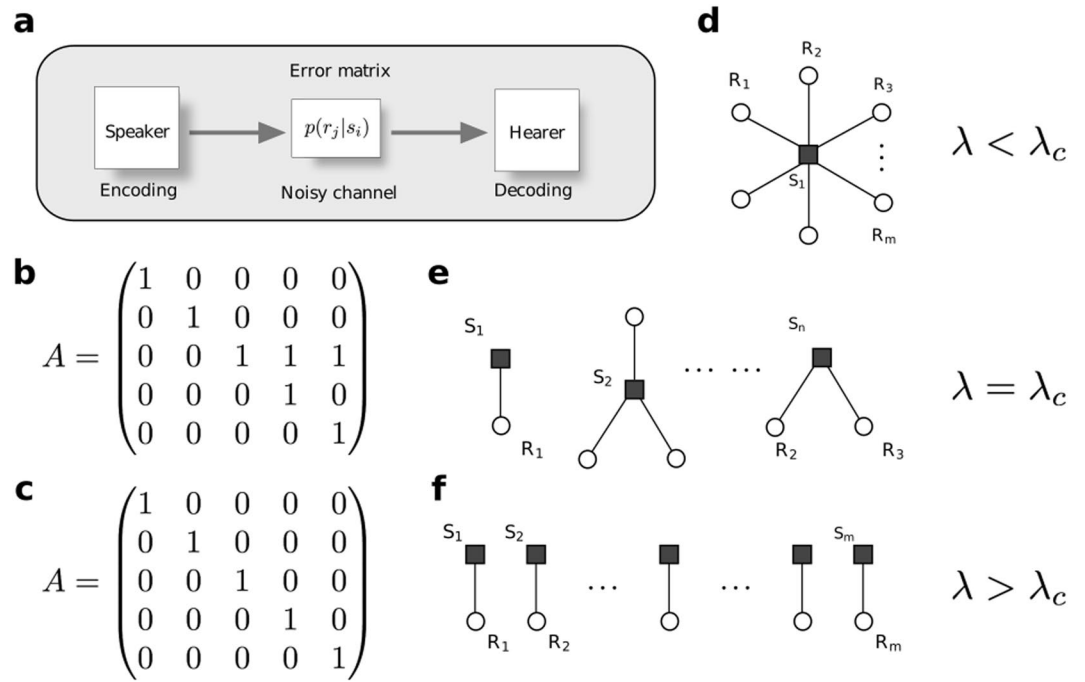 a
Error matrix
Speaker
p(r_j|s_i)
Hearer
Encoding
Noisy channel
Decoding
b
A =
1 0 0 0 0
0 1 0 0 0
0 0 1 1 1
0 0 0 1 0
0 0 0 0 1
c
A =
1 0 0 0 0
0 1 0 0 0
0 0 1 0 0
0 0 0 1 0
0 0 0 0 1
d
R₂
R₁
R₃
S₁
⋮
Rₘ
λ < λ_c
e
S₁
R₁
S₂
... ...
Sₙ
R₂
R₃
λ = λ_c
f
S₁
S₂
Sₘ
... ...
R₁
R₂
Rₘ
λ > λ_c